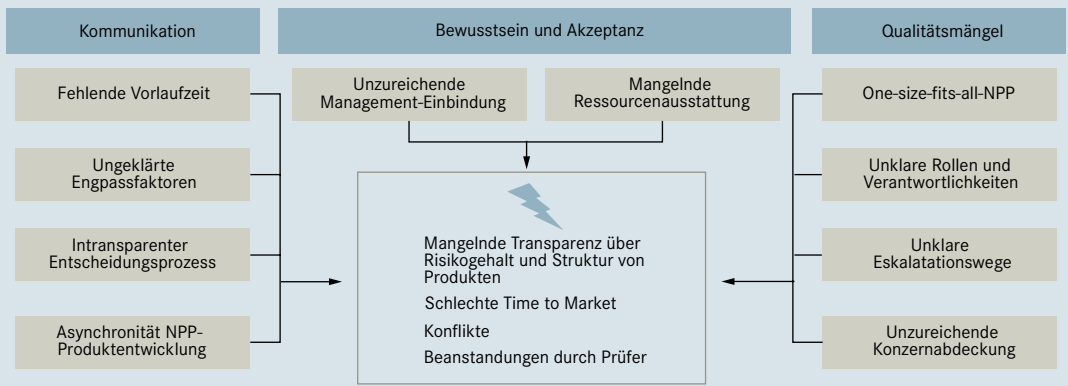 Kommunikation
Bewusstsein und Akzeptanz
Qualitätsmängel
Fehlende Vorlaufzeit
Ungeklärte
Engpassfaktoren
Intransparenter
Entscheidungsprozess
Asynchronität NPP-
Produktentwicklung
Unzureichende
Management-Einbindung
Mangelnde
Ressourcenausstattung
Mangelnde Transparenz über
Risikogehalt und Struktur von
Produkten
Schlechte Time to Market
Konflikte
Beanstandungen durch Prüfer
One-size-fits-all-NPP
Unklare Rollen und
Verantwortlichkeiten
Unklare
Eskalatationswege
Unzureichende
Konzernabdeckung